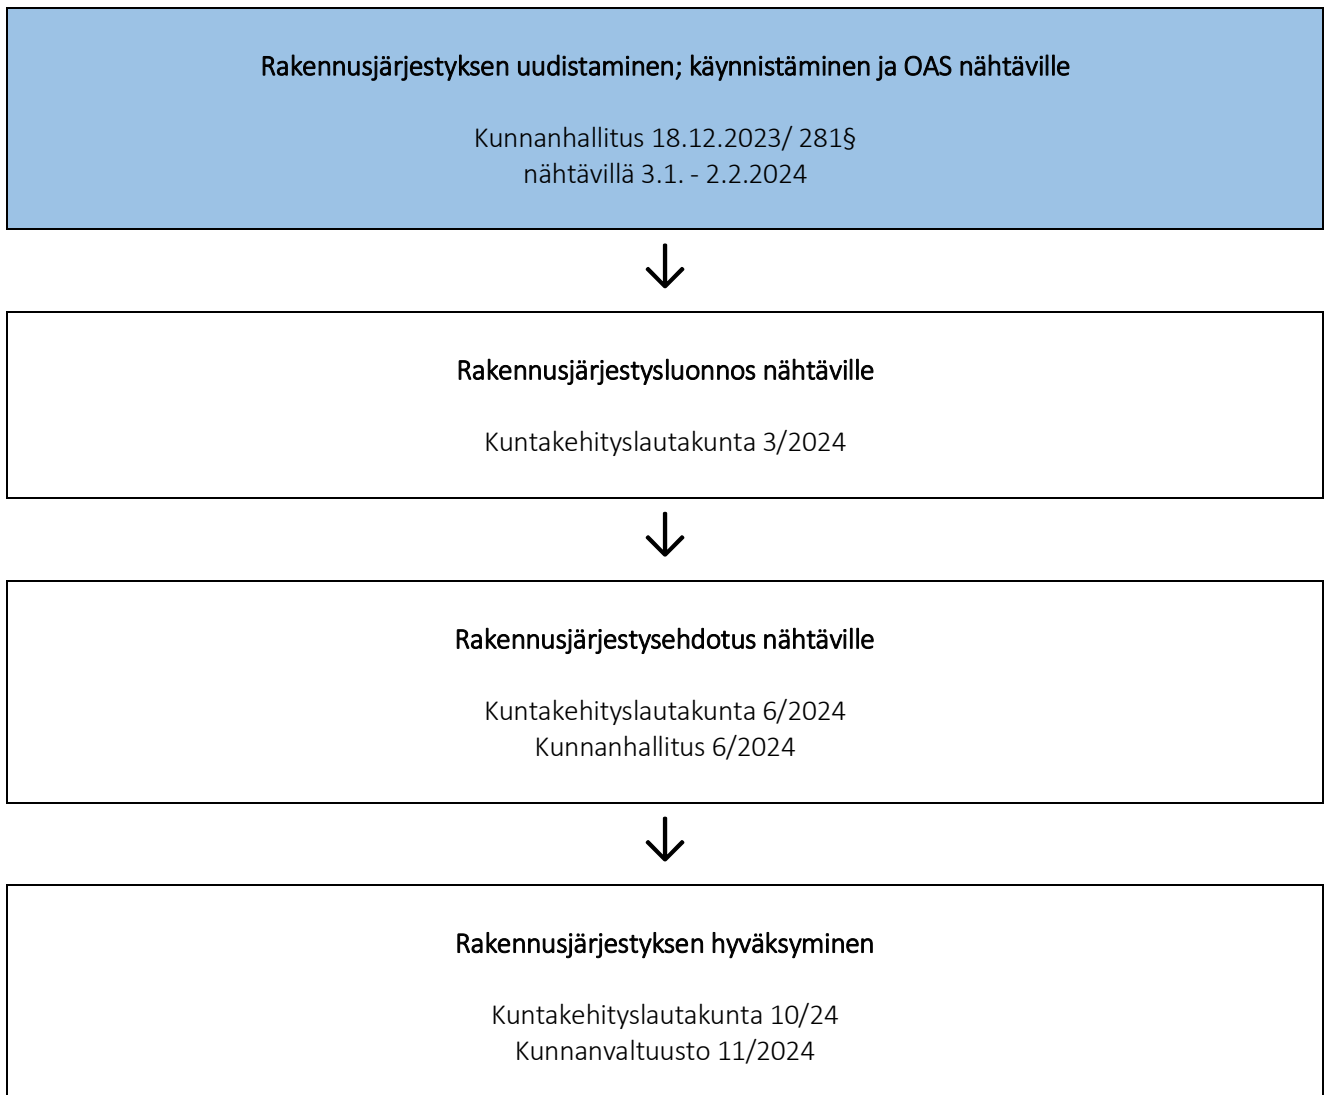 Rakennusjärjestyksen uudistaminen; käynnistäminen ja OAS nähtäville
Kunnanhallitus 18.12.2023/ 281§
nähtävillä 3.1. - 2.2.2024
Rakennusjärjestysluonnos nähtäville
Kuntakehityslautakunta 3/2024
Rakennusjärjestysehdotus nähtäville
Kuntakehityslautakunta 6/2024
Kunnanhallitus 6/2024
Rakennusjärjestyksen hyväksyminen
Kuntakehityslautakunta 10/24
Kunnanvaltuusto 11/2024